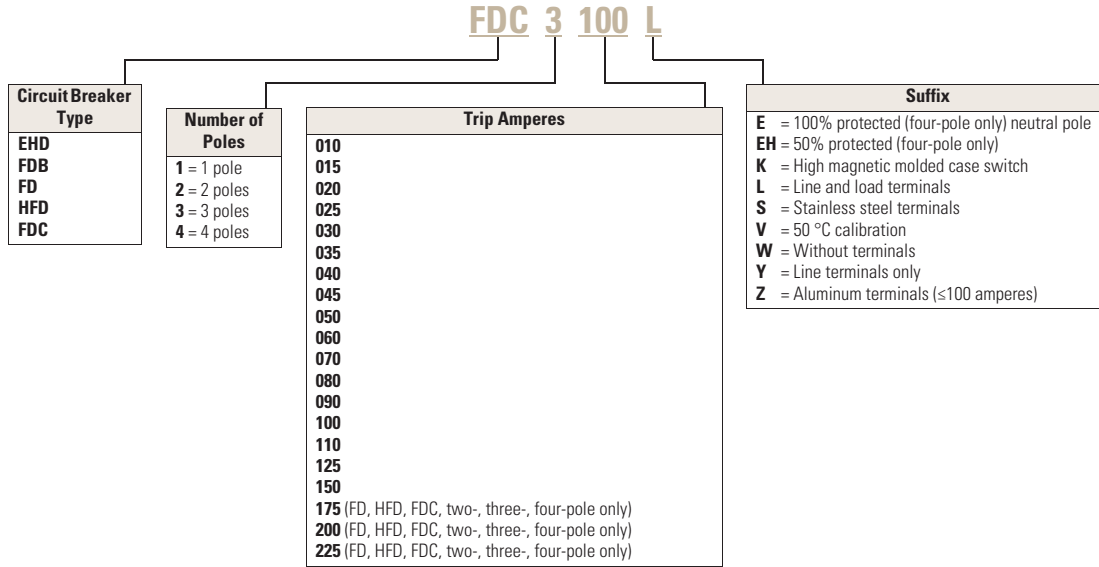 FDC 3 100 L
Circuit Breaker
Type
EHD
FDB
FD
HFD
FDC
Number of
Poles
1 = 1 pole
2 = 2 poles
3 = 3 poles
4 = 4 poles
Trip Amperes
010
015
020
025
030
035
040
045
050
060
070
080
090
100
110
125
150
175 (FD, HFD, FDC, two-, three-, four-pole only)
200 (FD, HFD, FDC, two-, three-, four-pole only)
225 (FD, HFD, FDC, two-, three-, four-pole only)
Suffix
E = 100% protected (four-pole only) neutral pole
EH = 50% protected (four-pole only)
K = High magnetic molded case switch
L = Line and load terminals
S = Stainless steel terminals
V = 50 °C calibration
W = Without terminals
Y = Line terminals only
Z = Aluminum terminals (≤100 amperes)